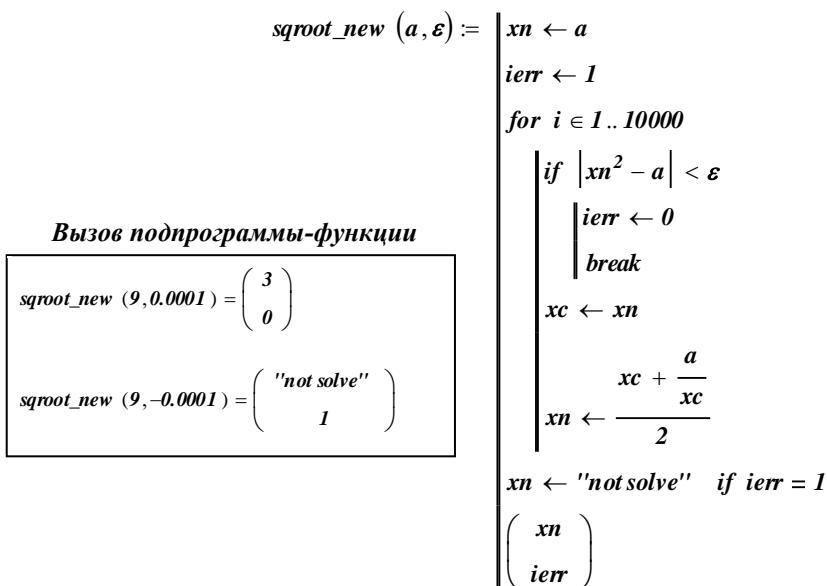 sqroot_new (a, ε) :=
xn ← a
ierr ← 1
for i ∈ 1 .. 10000
if |xn² − a| < ε
ierr ← 0
break
xc ← xn
xn ← (xc + a/xc)/2
xn ← "not solve" if ierr = 1
(xn
ierr)
Вызов подпрограммы-функции
sqroot_new (9, 0.0001) = (3
0)
sqroot_new (9, −0.0001) = ("not solve"
1)